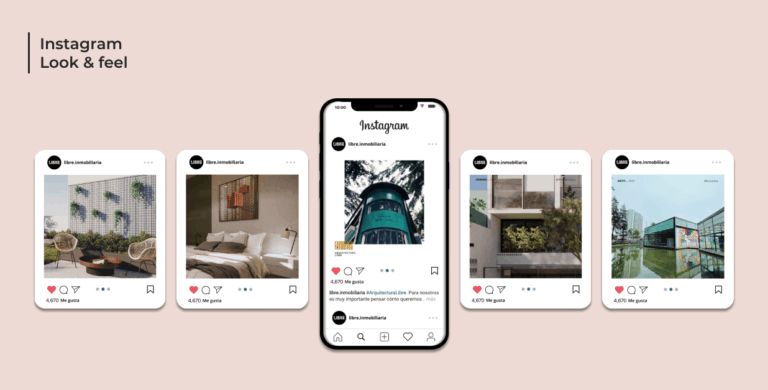 Instagram
Look & feel
LIBRE
libre.inmobiliaria
4,670 Me gusta
LIBRE
libre.inmobiliaria
4,670 Me gusta
10:00
Instagram
LIBRE
libre.inmobiliaria
libre.inmobiliaria #ArquitecturaLibre Para nosotros
es muy importante pensar cómo queremos... más
4,670 Me gusta
LIBRE
libre.inmobiliaria
LIBRE
libre.inmobiliaria
4,670 Me gusta
LIBRE
libre.inmobiliaria
4,670 Me gusta